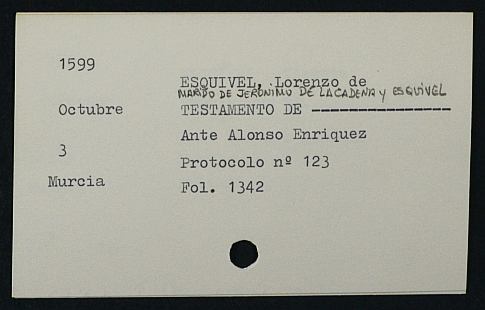 1599
ESQUIVEL, Lorenzo de
MARIDO DE JERÓNIMO DE LACADENA y ESQUIVEL
Octubre
TESTAMENTO DE ----------------
Ante Alonso Enriquez
3
Protocolo nº 123
Murcia
Fol. 1342